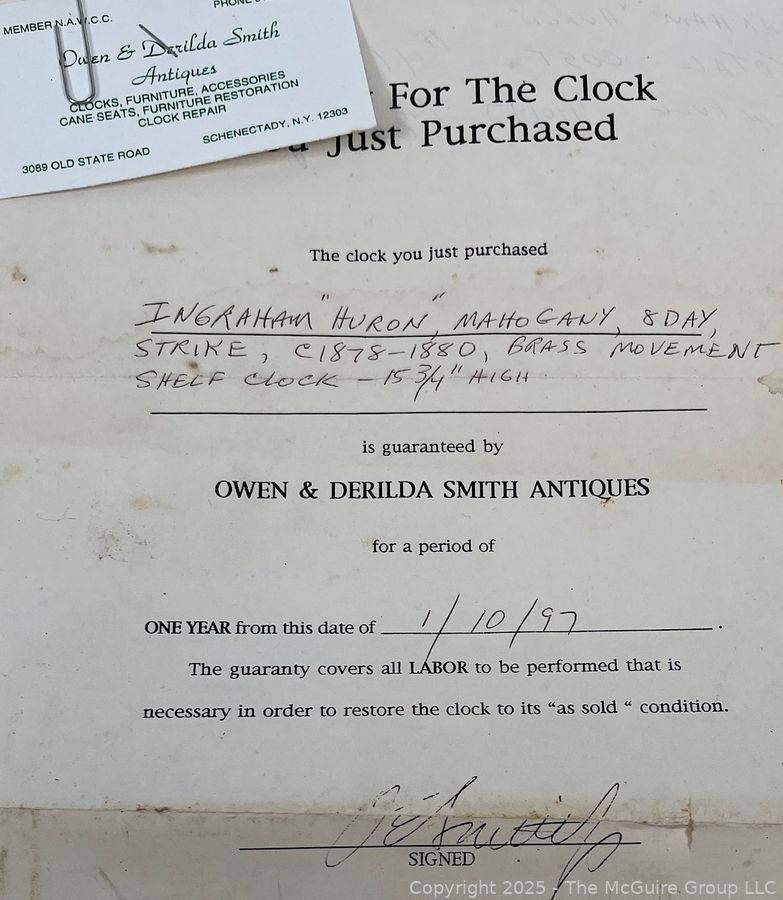 MEMBER N.A.W.C.C.
PHONE
Owen & Derilda Smith
Antiques
CLOCKS, FURNITURE, ACCESSORIES
CANE SEATS, FURNITURE RESTORATION
CLOCK REPAIR
SCHENECTADY, N.Y. 12303
3089 OLD STATE ROAD
For The Clock
Just Purchased
The clock you just purchased
INGRAHAM "HURON", MAHOGANY, 8 DAY,
STRIKE, C1878-1880, BRASS MOVEMENT
SHELF CLOCK - 15 3/4" HIGH
is guaranteed by
OWEN & DERILDA SMITH ANTIQUES
for a period of
ONE YEAR from this date of 1/10/97.
The guaranty covers all LABOR to be performed that is
necessary in order to restore the clock to its “as sold “ condition.
SIGNED
Copyright 2025 - The McGuire Group LLC